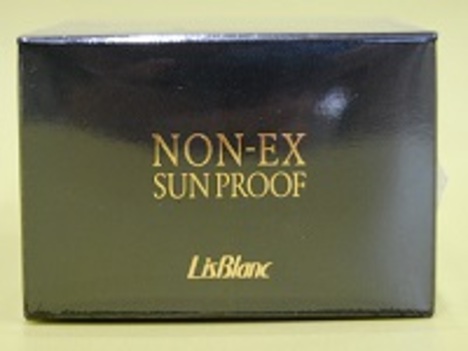 NON-EX
SUN PROOF
LisBlanc